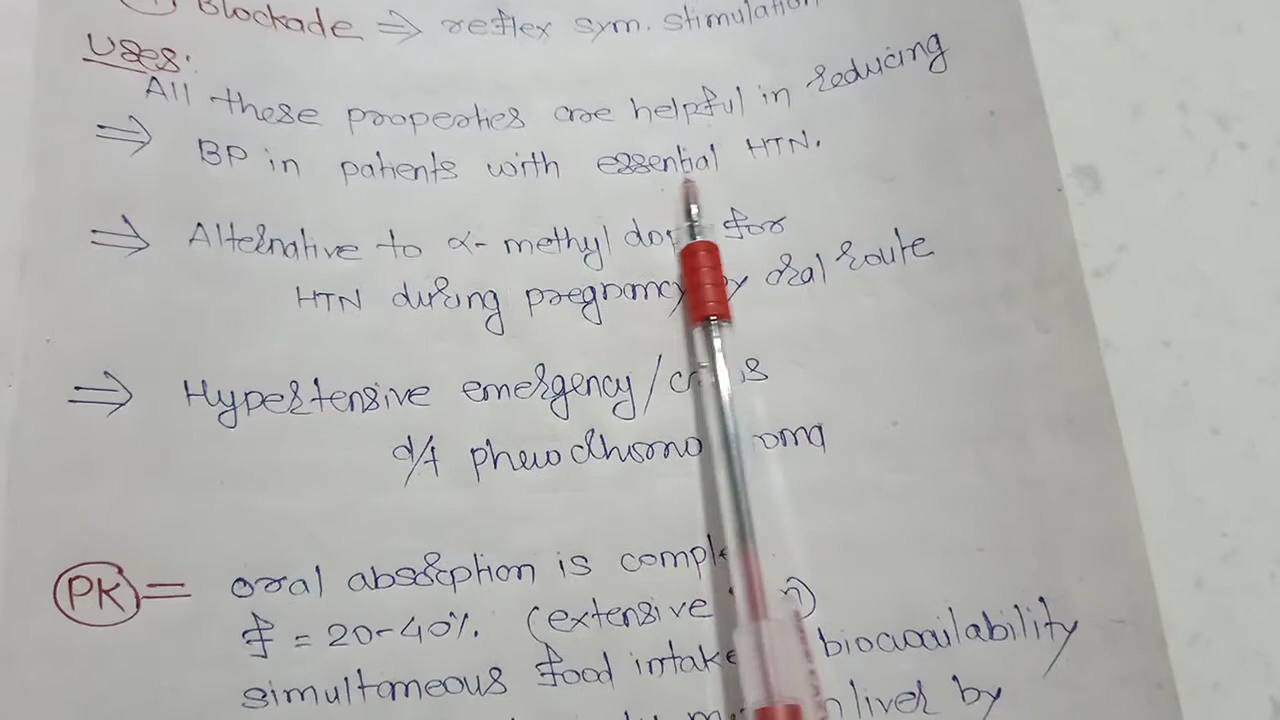 Blockade ⇒ reflex sym. stimulation
Uses:
All these properties are helpful in reducing
⇒ BP in patients with essential HTN.
⇒ Alternative to α-methyl for
HTN during pregnancy oral route
⇒ Hypertensive emergency/
d/t
PK = oral absorption is
f = 20-40%. (extensive
simultaneous food intake bioavailability
liver by